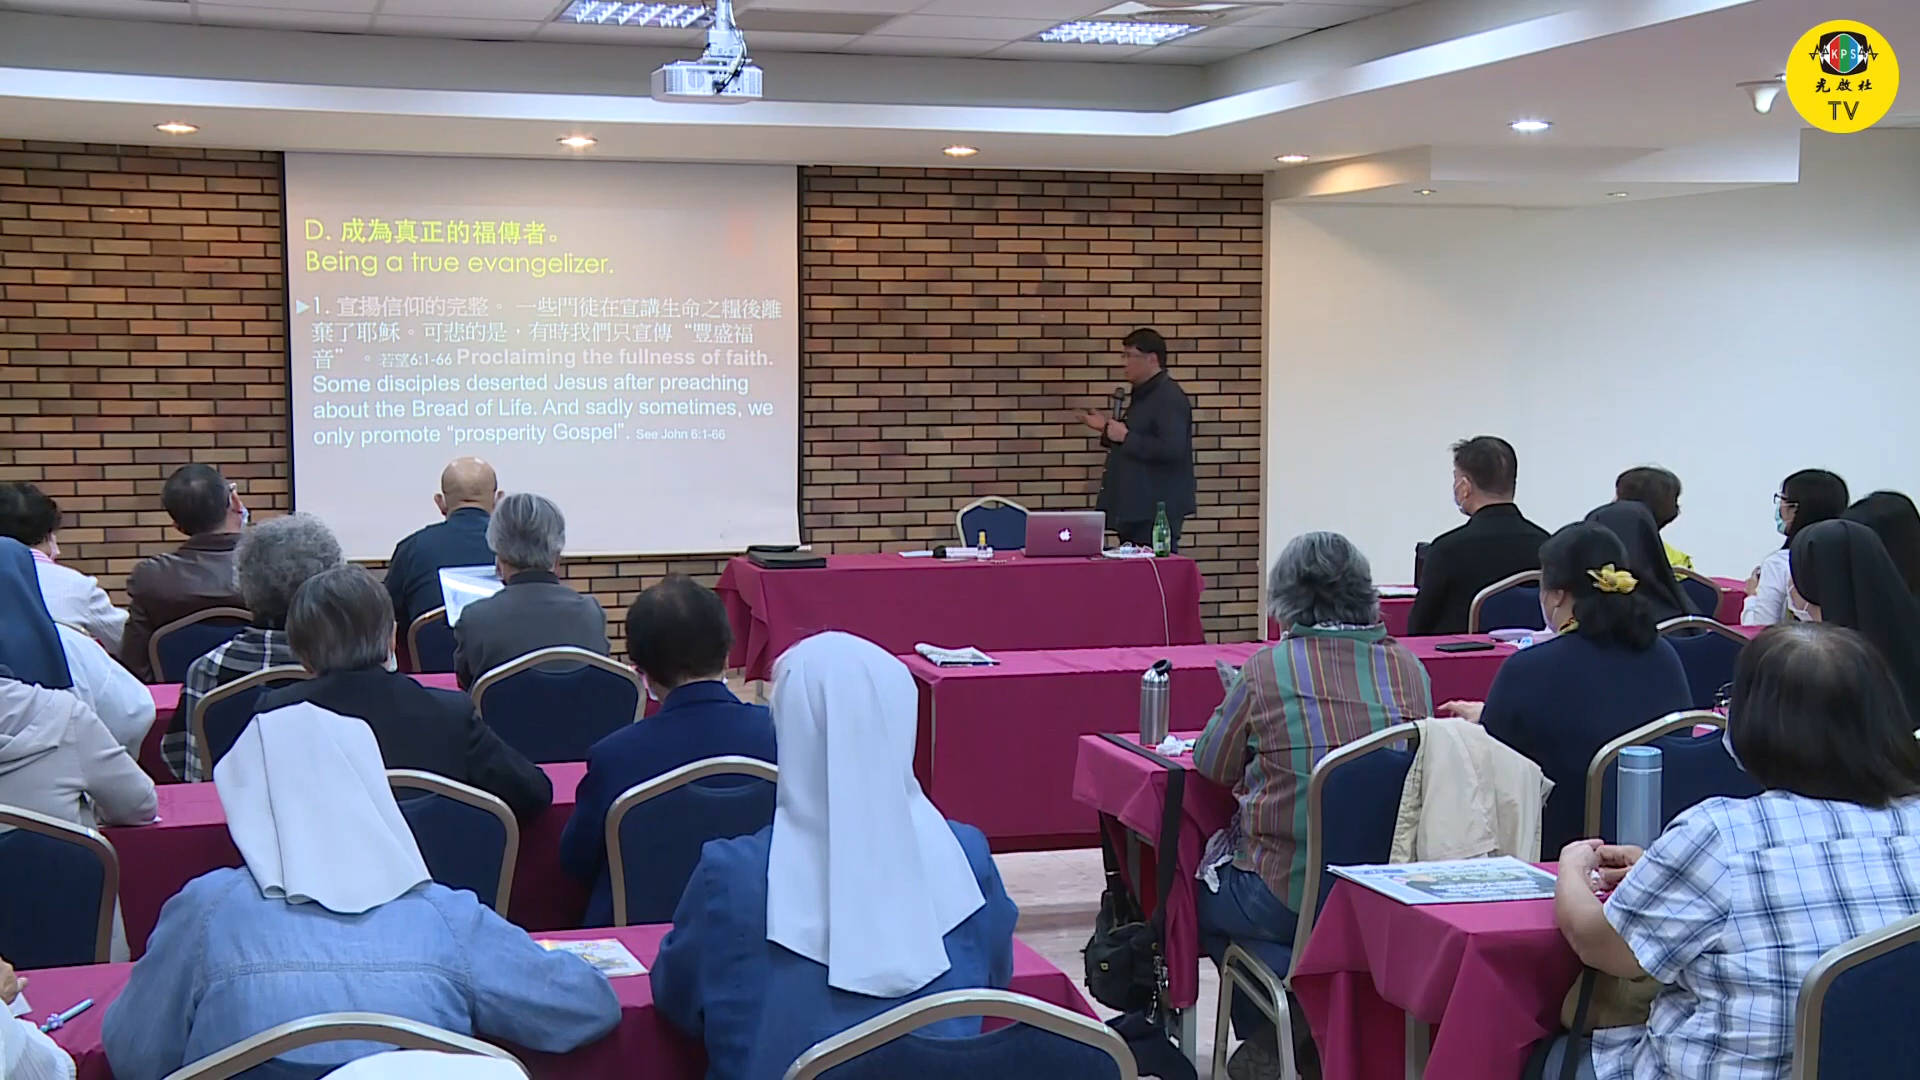 D. 成為真正的福傳者。
Being a true evangelizer.
1. 宣揚信仰的完整。 一些門徒在宣講生命之糧後離
棄了耶穌。可悲的是，有時我們只宣傳“豐盛福
音”。若望6:1-66 Proclaiming the fullness of faith.
Some disciples deserted Jesus after preaching
about the Bread of Life. And sadly sometimes, we
only promote “prosperity Gospel”. See John 6:1-66
KPS
光啟社
TV